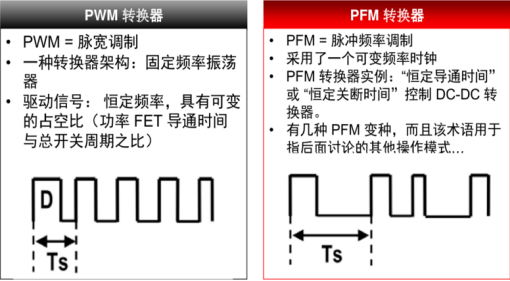 PWM 转换器
• PWM = 脉宽调制
• 一种转换器架构：固定频率振荡
器
• 驱动信号： 恒定频率，具有可变
的占空比（功率 FET 导通时间
与总开关周期之比）
D
Ts
PFM 转换器
• PFM = 脉冲频率调制
• 采用了一个可变频率时钟
• PFM 转换器实例：“恒定导通时间”
或 “恒定关断时间” 控制 DC-DC 转
换器。
• 有几种 PFM 变种，而且该术语用于
指后面讨论的其他操作模式…
Ts